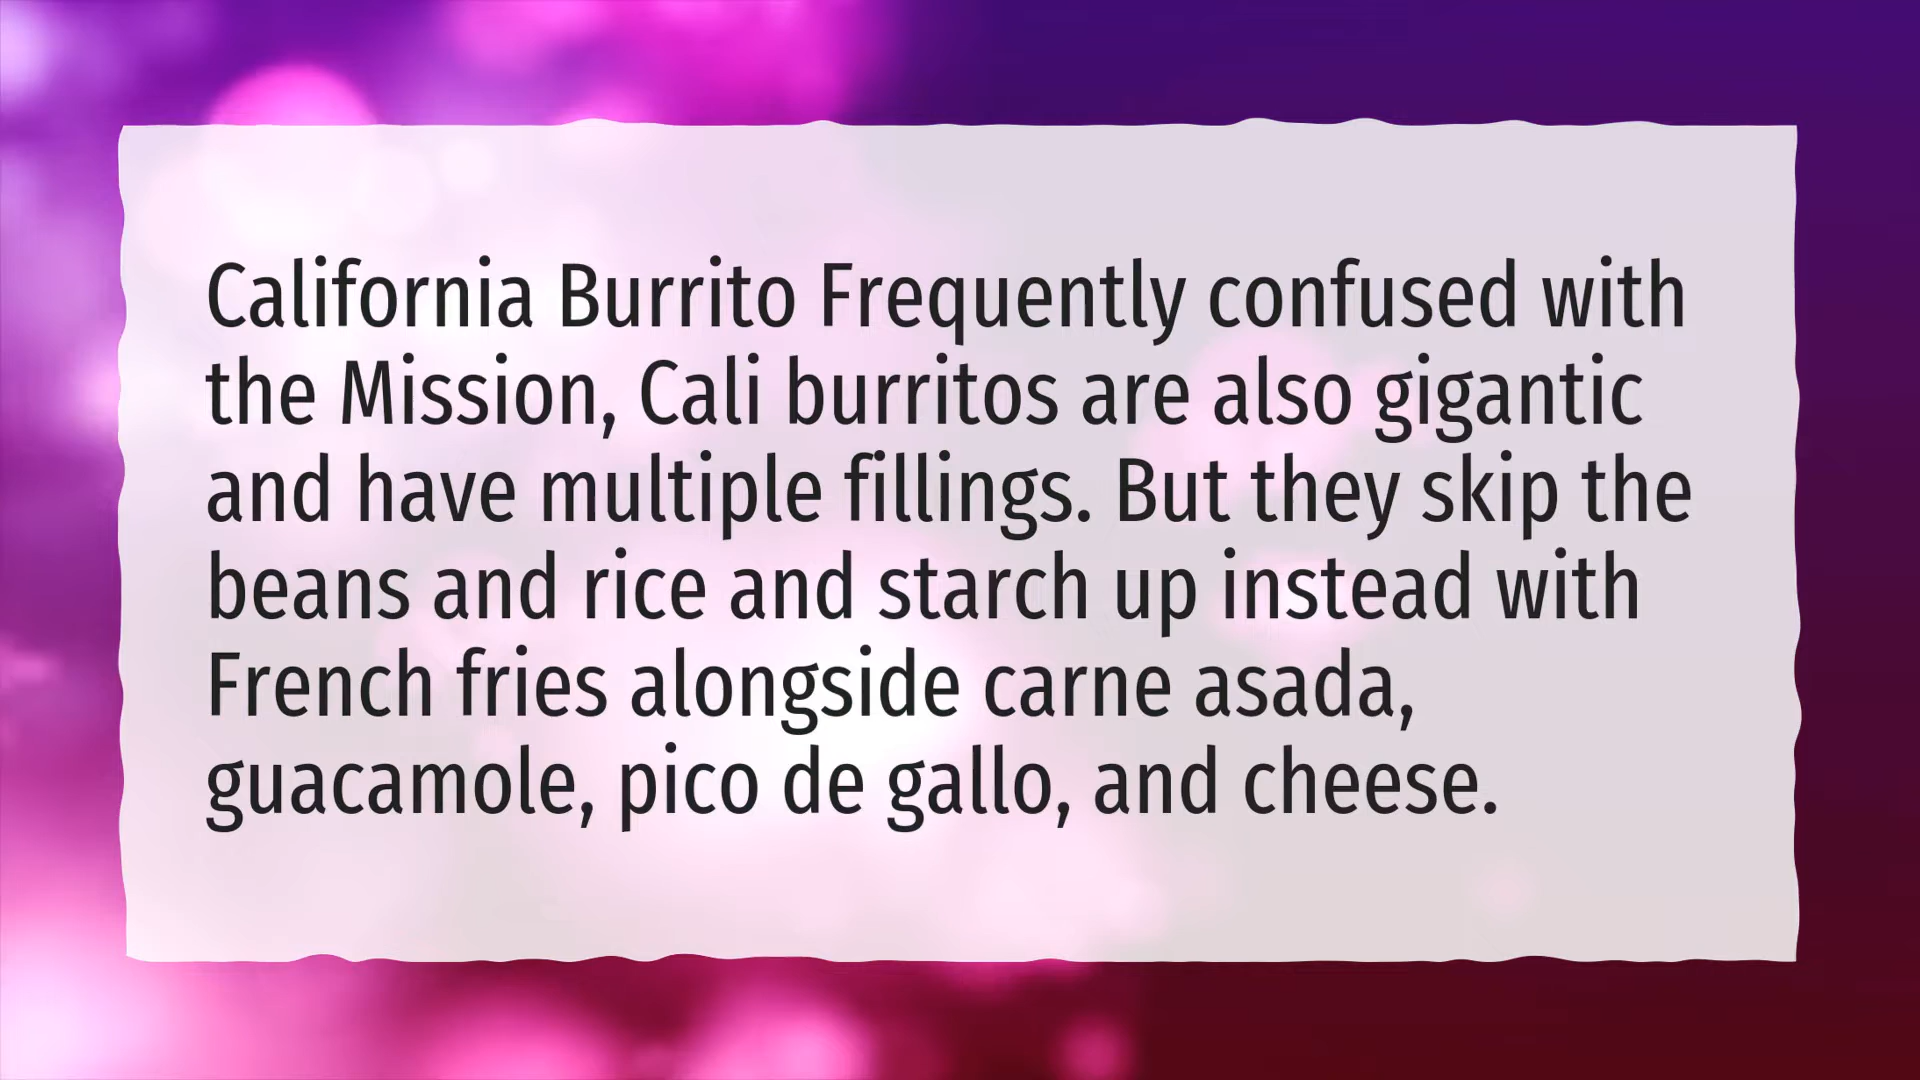 California Burrito Frequently confused with
the Mission, Cali burritos are also gigantic
and have multiple fillings. But they skip the
beans and rice and starch up instead with
French fries alongside carne asada,
guacamole, pico de gallo, and cheese.